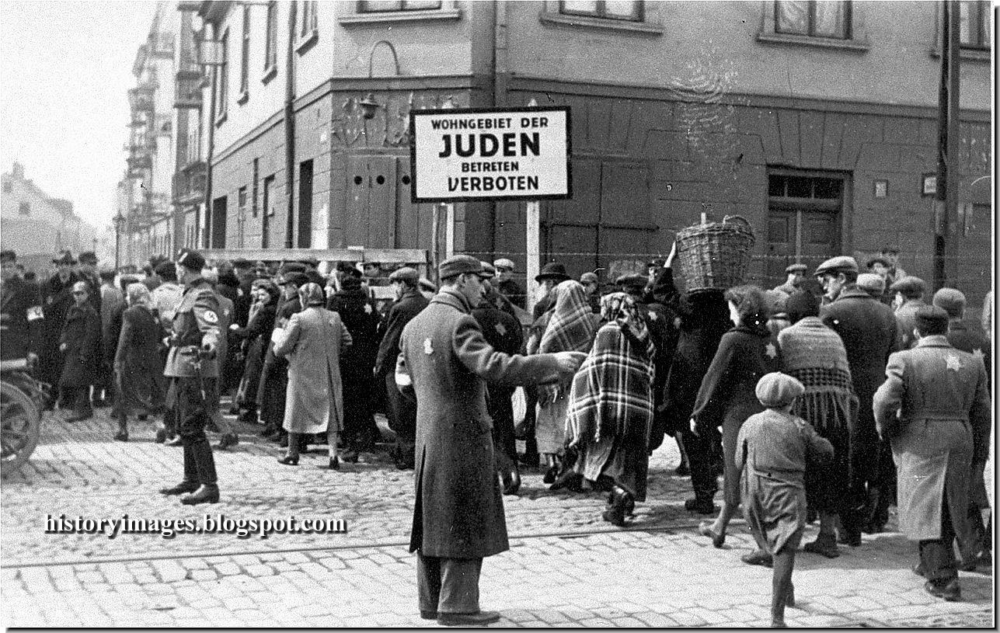 WOHNGEBIET DER
JUDEN
BETRETEN
VERBOTEN
historyimages.blogspot.com